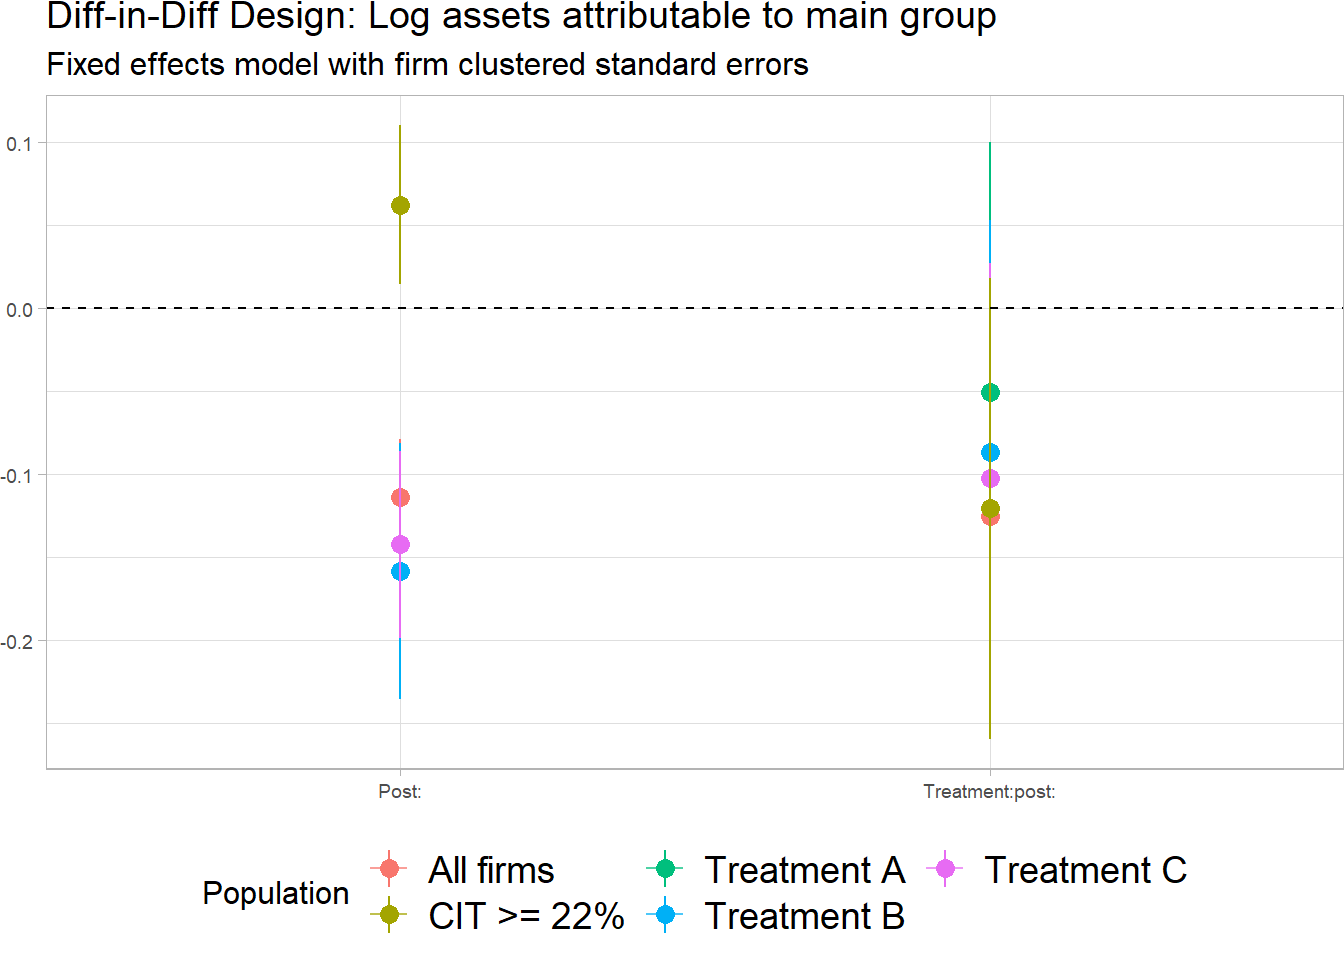 Diff-in-Diff Design: Log assets attributable to main group
Fixed effects model with firm clustered standard errors
0.1
0.0
-0.1
-0.2
Post:
Treatment:post:
Population
All firms
CIT >= 22%
Treatment A
Treatment B
Treatment C